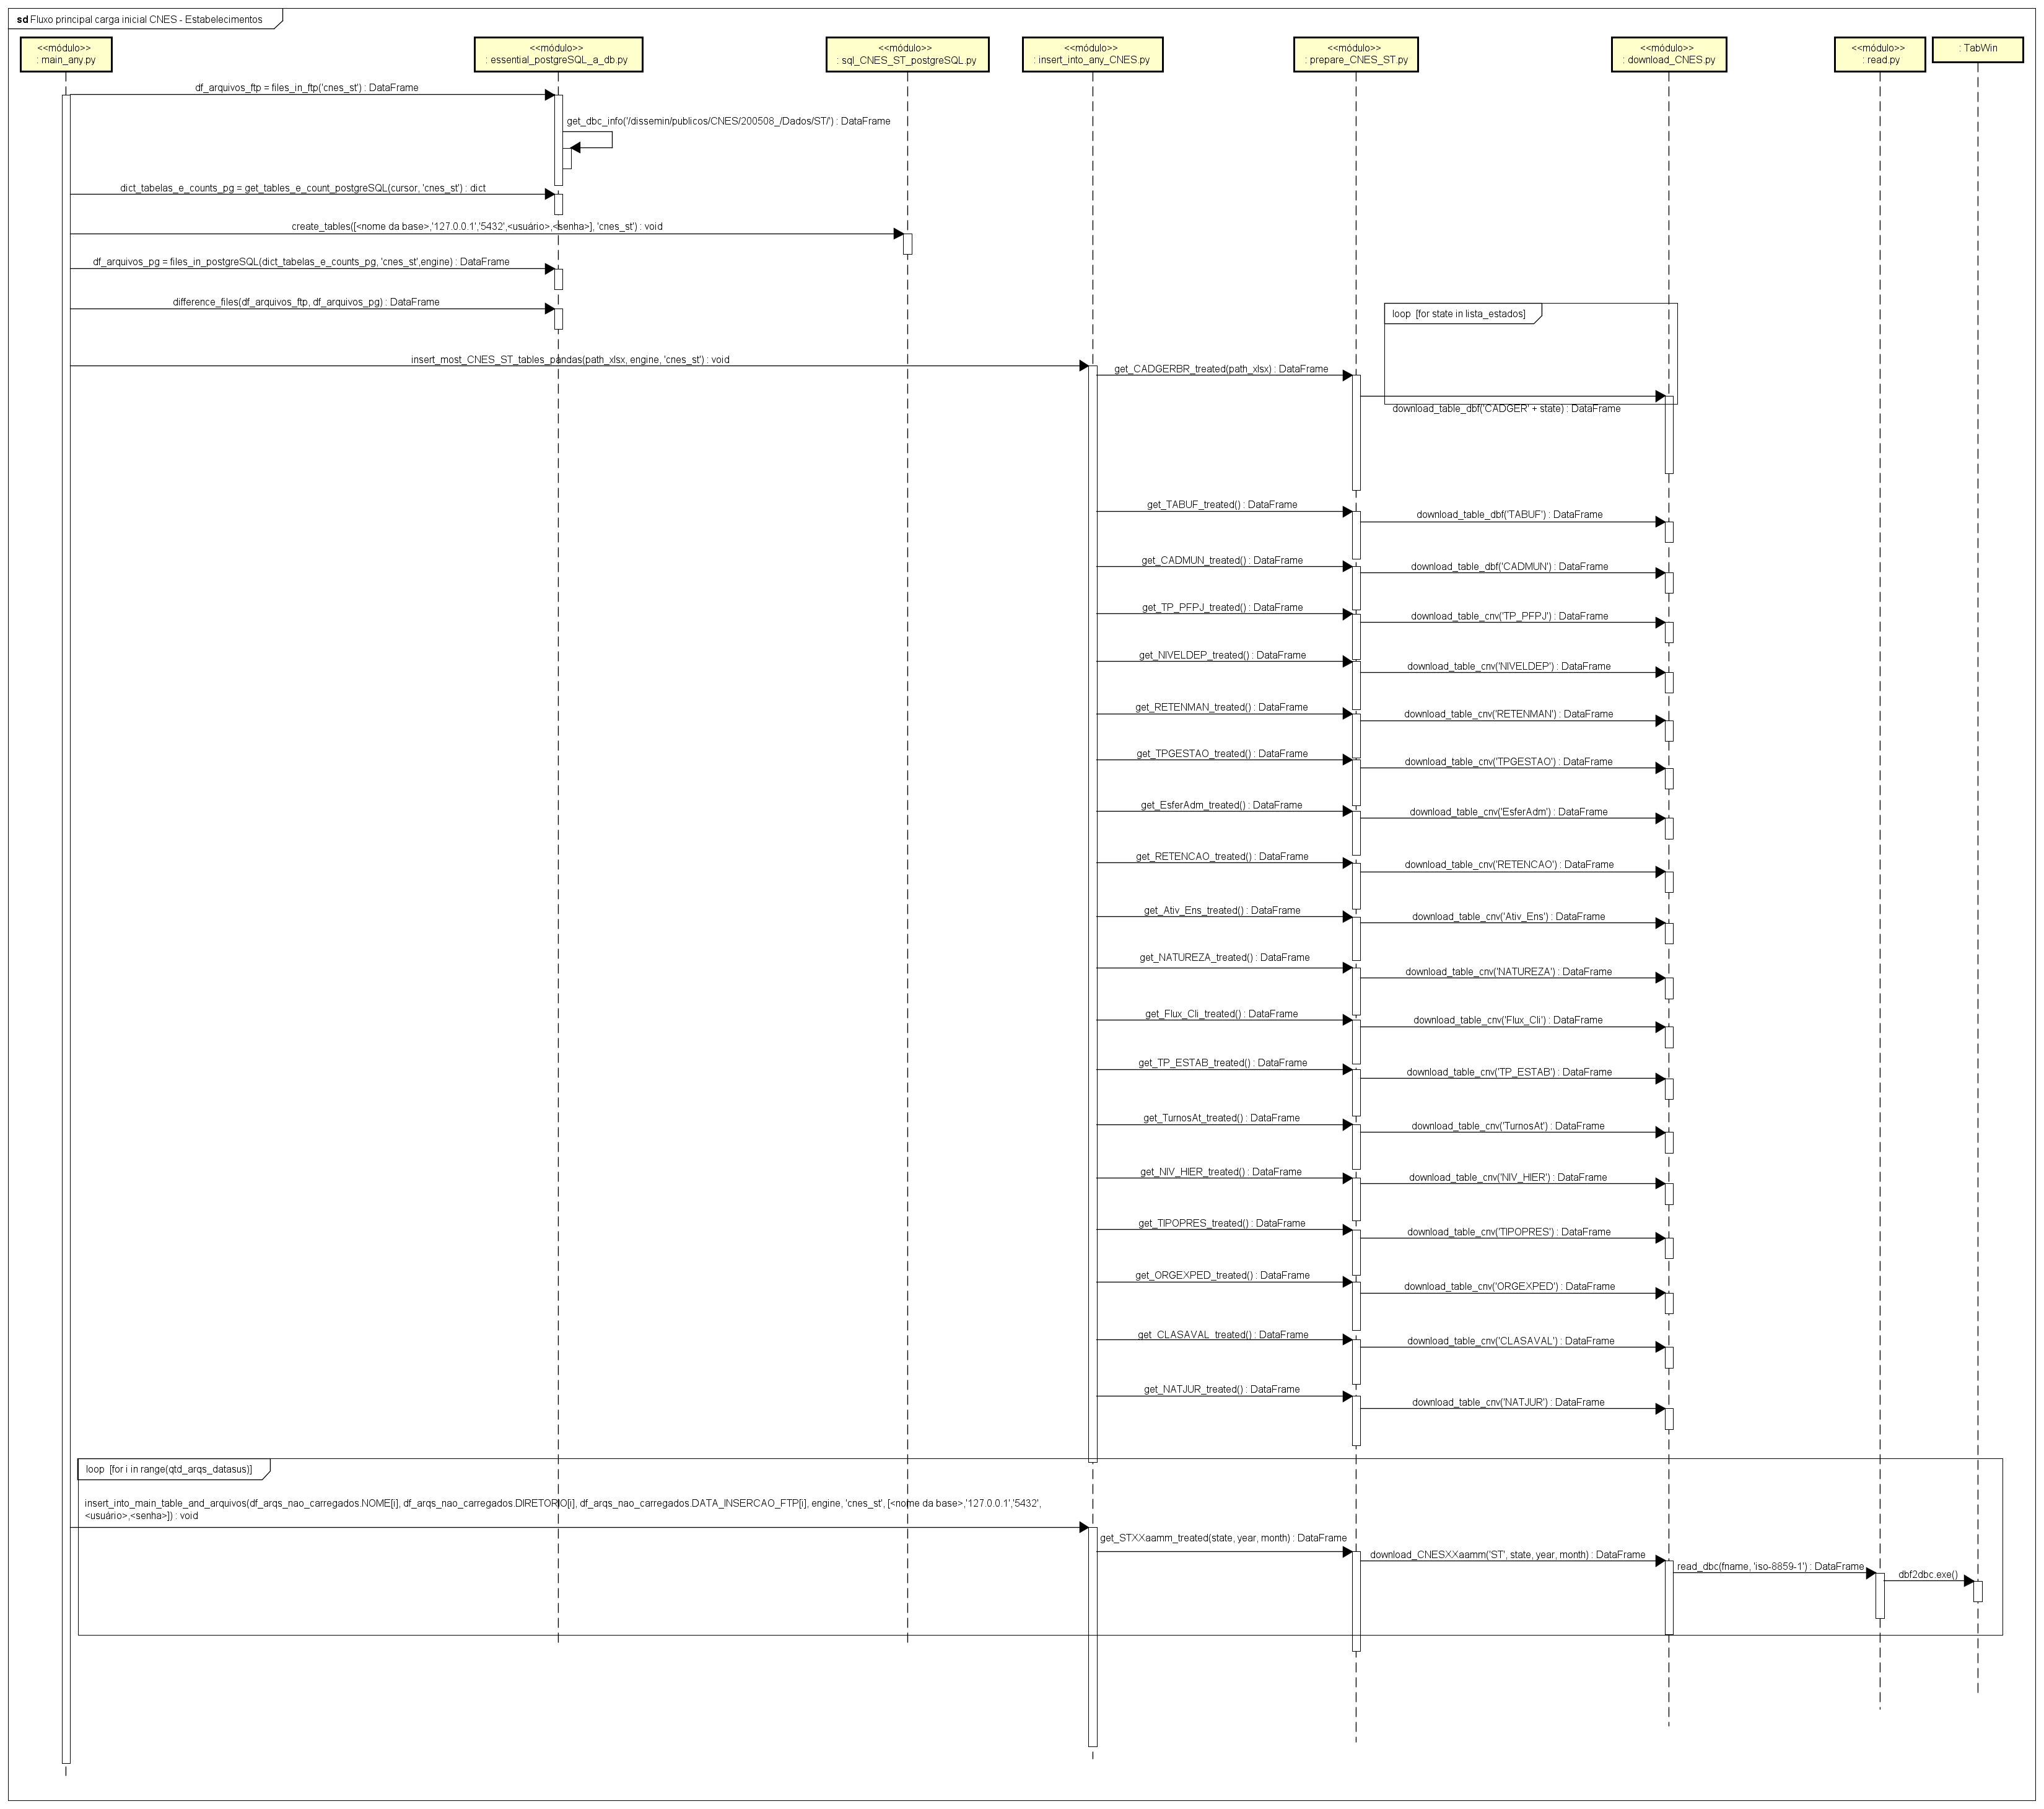 sd Fluxo principal carga inicial CNES - Estabelecimentos
<<módulo>>
: main_any.py
<<módulo>>
: essential_postgreSQL_a_db.py
<<módulo>>
: sql_CNES_ST_postgreSQL.py
<<módulo>>
: insert_into_any_CNES.py
<<módulo>>
: prepare_CNES_ST.py
<<módulo>>
: download_CNES.py
<<módulo>>
: read.py
: TabWin
df_arquivos_ftp = files_in_ftp('cnes_st') : DataFrame
get_dbc_info('/dissemin/publicos/CNES/200508_/Dados/ST/') : DataFrame
dict_tabelas_e_counts_pg = get_tables_e_count_postgreSQL(cursor, 'cnes_st') : dict
create_tables([<nome da base>,'127.0.0.1','5432',<usuário>,<senha>], 'cnes_st') : void
df_arquivos_pg = files_in_postgreSQL(dict_tabelas_e_counts_pg, 'cnes_st',engine) : DataFrame
difference_files(df_arquivos_ftp, df_arquivos_pg) : DataFrame
loop [for state in lista_estados]
insert_most_CNES_ST_tables_pandas(path_xlsx, engine, 'cnes_st') : void
get_CADGERBR_treated(path_xlsx) : DataFrame
download_table_dbf('CADGER' + state) : DataFrame
get_TABUF_treated() : DataFrame
download_table_dbf('TABUF') : DataFrame
get_CADMUN_treated() : DataFrame
download_table_dbf('CADMUN') : DataFrame
get_TP_PFPJ_treated() : DataFrame
download_table_cnv('TP_PFPJ') : DataFrame
get_NIVELDEP_treated() : DataFrame
download_table_cnv('NIVELDEP') : DataFrame
get_RETENMAN_treated() : DataFrame
download_table_cnv('RETENMAN') : DataFrame
get_TPGESTAO_treated() : DataFrame
download_table_cnv('TPGESTAO') : DataFrame
get_EsferAdm_treated() : DataFrame
download_table_cnv('EsferAdm') : DataFrame
get_RETENCAO_treated() : DataFrame
download_table_cnv('RETENCAO') : DataFrame
get_Ativ_Ens_treated() : DataFrame
download_table_cnv('Ativ_Ens') : DataFrame
get_NATUREZA_treated() : DataFrame
download_table_cnv('NATUREZA') : DataFrame
get_Flux_Cli_treated() : DataFrame
download_table_cnv('Flux_Cli') : DataFrame
get_TP_ESTAB_treated() : DataFrame
download_table_cnv('TP_ESTAB') : DataFrame
get_TurnosAt_treated() : DataFrame
download_table_cnv('TurnosAt') : DataFrame
get_NIV_HIER_treated() : DataFrame
download_table_cnv('NIV_HIER') : DataFrame
get_TIPOPRES_treated() : DataFrame
download_table_cnv('TIPOPRES') : DataFrame
get_ORGEXPED_treated() : DataFrame
download_table_cnv('ORGEXPED') : DataFrame
get_CLASAVAL_treated() : DataFrame
download_table_cnv('CLASAVAL') : DataFrame
get_NATJUR_treated() : DataFrame
download_table_cnv('NATJUR') : DataFrame
loop [for i in range(qtd_arqs_datasus)]
insert_into_main_table_and_arquivos(df_arqs_nao_carregados.NOME[i], df_arqs_nao_carregados.DIRETORIO[i], df_arqs_nao_carregados.DATA_INSERCAO_FTP[i], engine, 'cnes_st', [<nome da base>,'127.0.0.1','5432',
<usuário>,<senha>]) : void
get_STXXaamm_treated(state, year, month) : DataFrame
download_CNESXXaamm('ST', state, year, month) : DataFrame
read_dbc(fname, 'iso-8859-1') : DataFrame
dbf2dbc.exe()